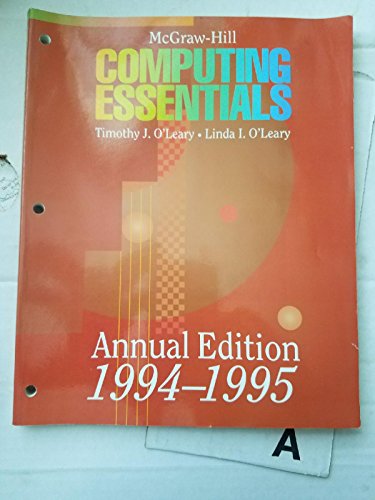 McGraw-Hill
COMPUTING
ESSENTIALS
Timothy J. O'Leary • Linda I. O'Leary
Annual Edition
1994–1995
A